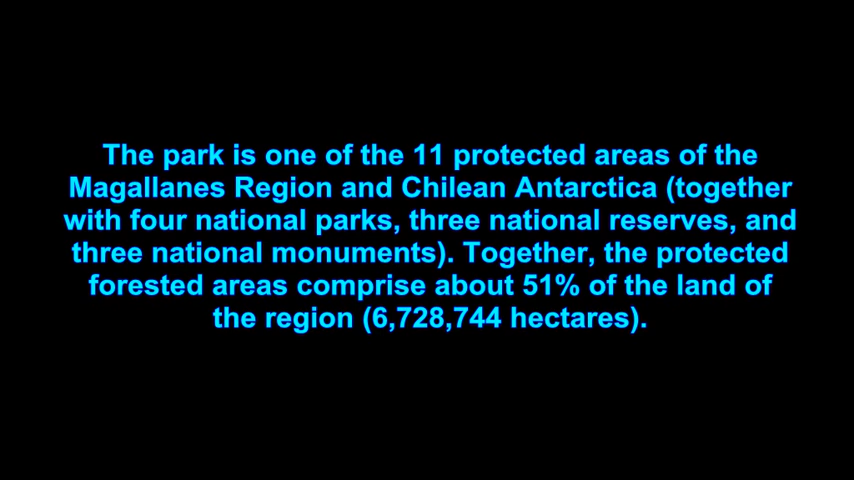 The park is one of the 11 protected areas of the
Magallanes Region and Chilean Antarctica (together
with four national parks, three national reserves, and
three national monuments). Together, the protected
forested areas comprise about 51% of the land of
the region (6,728,744 hectares).